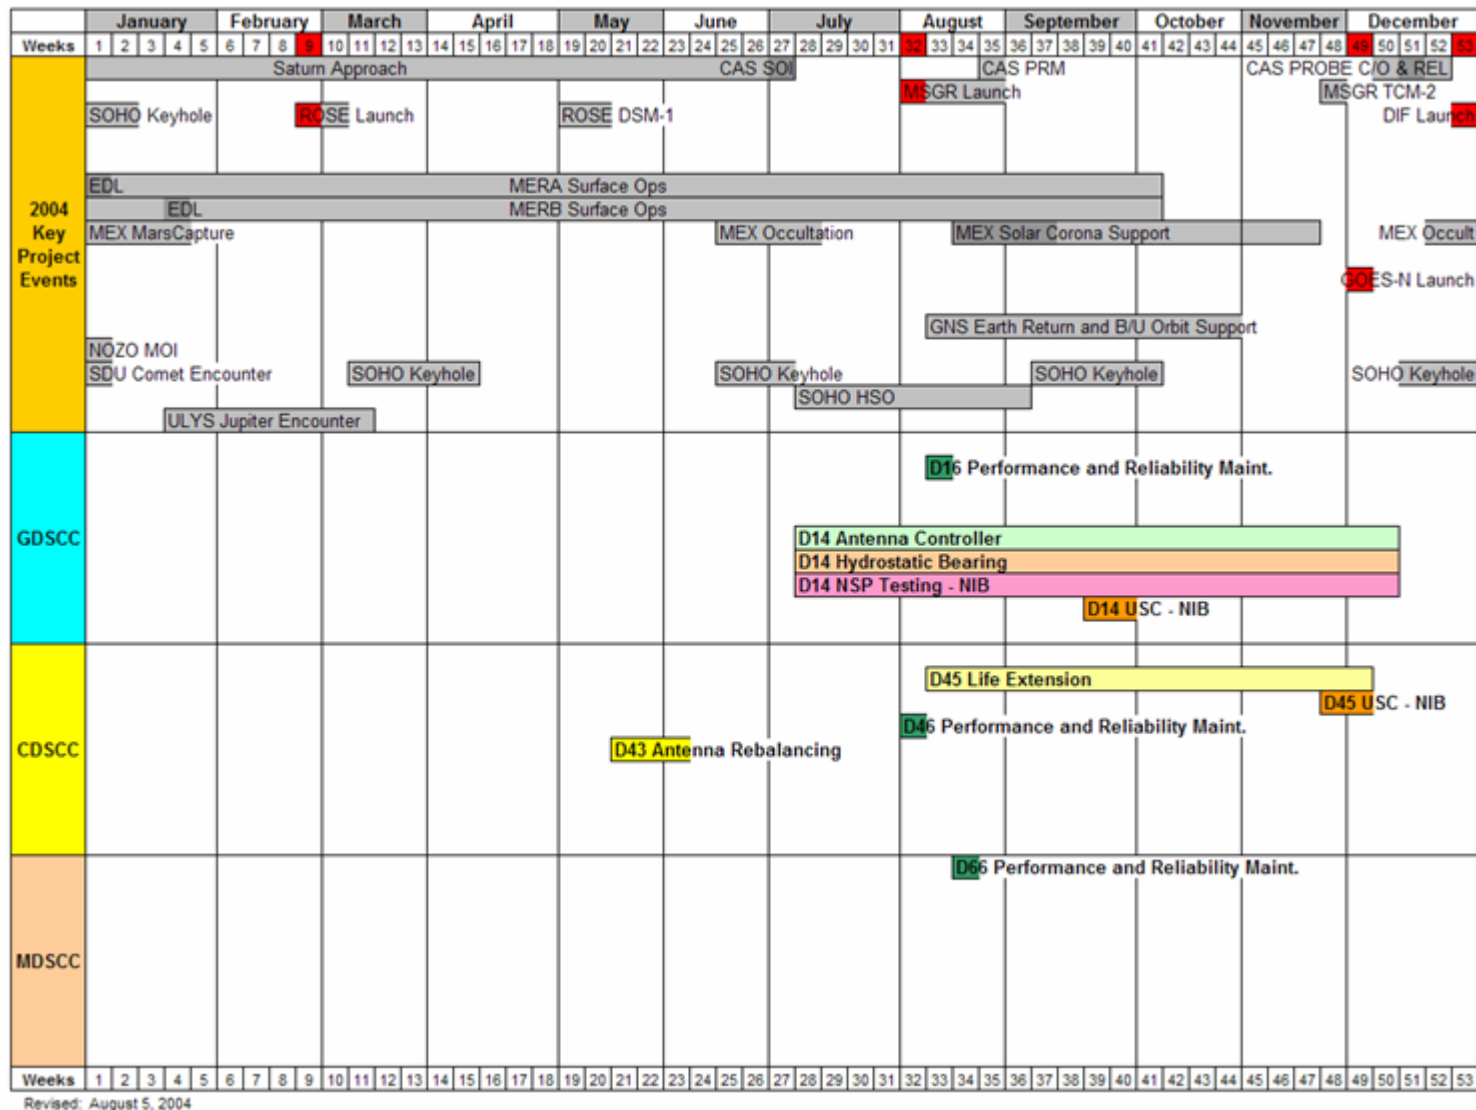 January February March April May June July August September October November December
Weeks 1 2 3 4 5 6 7 8 9 10 11 12 13 14 15 16 17 18 19 20 21 22 23 24 25 26 27 28 29 30 31 32 33 34 35 36 37 38 39 40 41 42 43 44 45 46 47 48 49 50 51 52 53
2004
Key
Project
Events
Saturn Approach CAS SOI CAS PRM CAS PROBE C/O & REL
MSGR Launch MSGR TCM-2
SOHO Keyhole ROSE Launch ROSE DSM-1 DIF Launch
EDL MERA Surface Ops
EDL MERB Surface Ops
MEX MarsCapture MEX Occultation MEX Solar Corona Support MEX Occult
GOES-N Launch
GNS Earth Return and B/U Orbit Support
NOZO MOI
SDU Comet Encounter SOHO Keyhole SOHO Keyhole SOHO Keyhole SOHO Keyhole
SOHO HSO
ULYS Jupiter Encounter
GDSCC
D16 Performance and Reliability Maint.
D14 Antenna Controller
D14 Hydrostatic Bearing
D14 NSP Testing - NIB
D14 USC - NIB
CDSCC
D45 Life Extension
D45 USC - NIB
D46 Performance and Reliability Maint.
D43 Antenna Rebalancing
MDSCC
D66 Performance and Reliability Maint.
Weeks 1 2 3 4 5 6 7 8 9 10 11 12 13 14 15 16 17 18 19 20 21 22 23 24 25 26 27 28 29 30 31 32 33 34 35 36 37 38 39 40 41 42 43 44 45 46 47 48 49 50 51 52 53
Revised: August 5, 2004